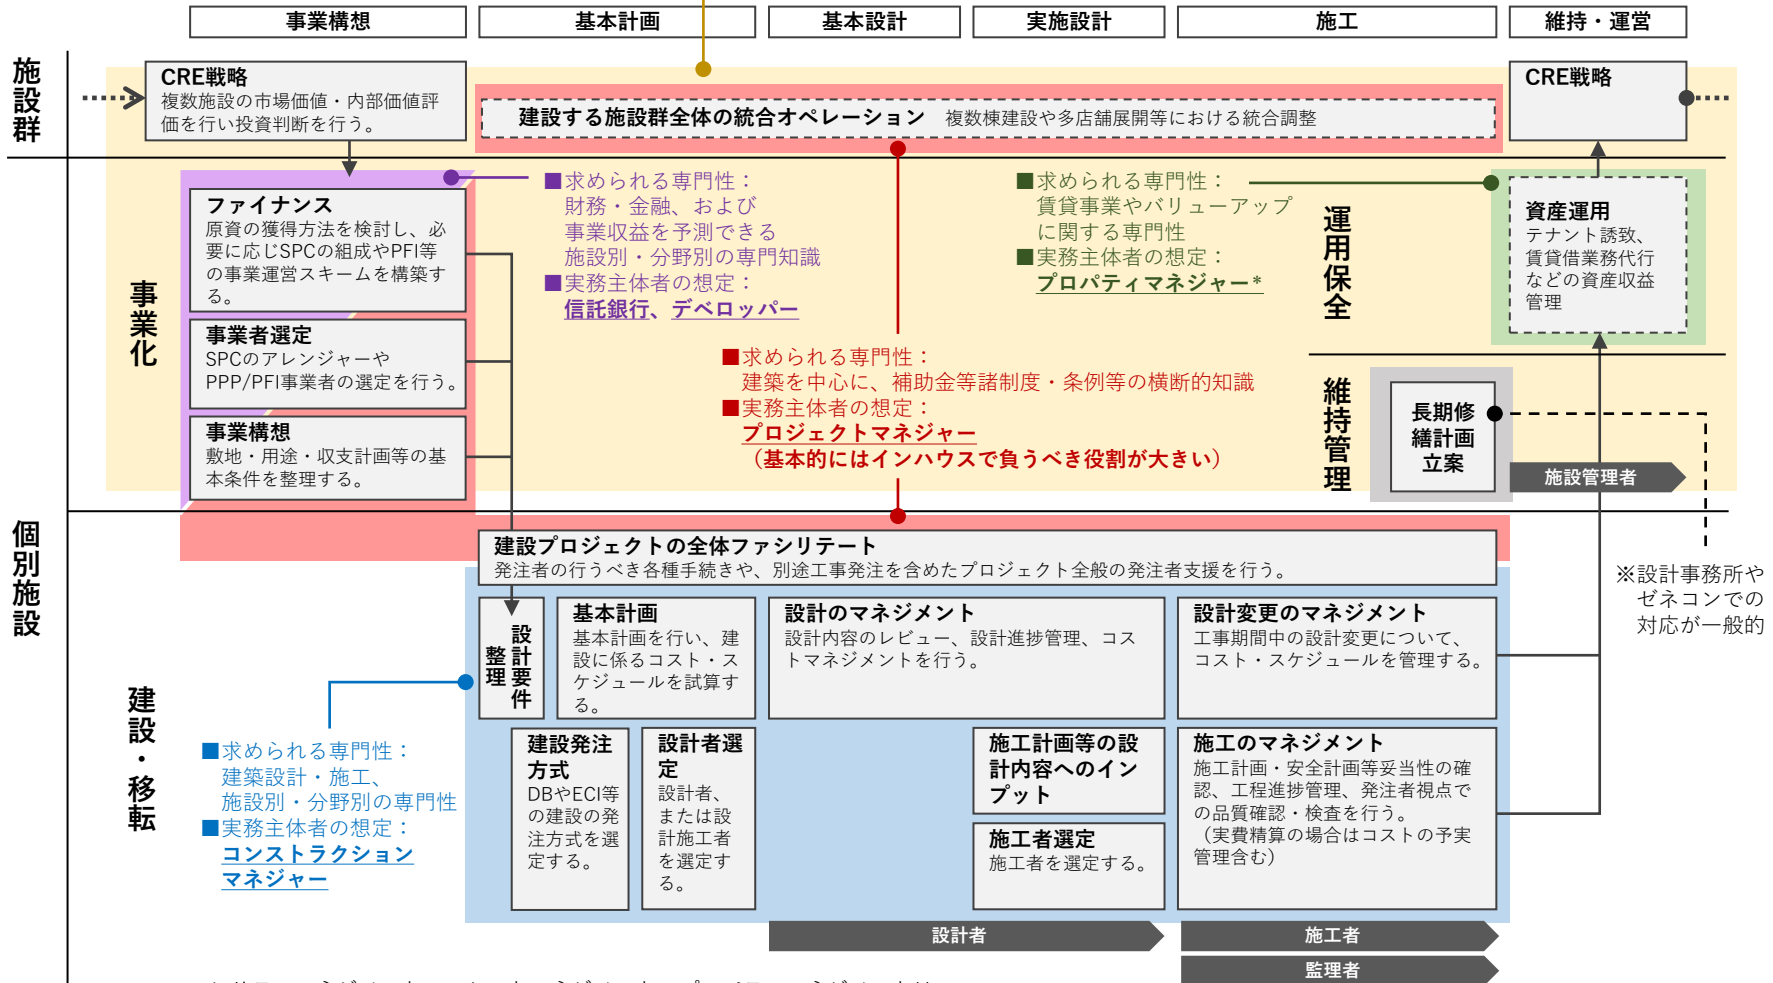 事業構想
基本計画
基本設計
実施設計
施工
維持・運営
施設群
CRE戦略
複数施設の市場価値・内部価値評
価を行い投資判断を行う。
建設する施設群全体の統合オペレーション 複数棟建設や多店舗展開等における統合調整
CRE戦略
個別施設
事業化
ファイナンス
原資の獲得方法を検討し、必
要に応じSPCの組成やPFI等
の事業運営スキームを構築す
る。
事業者選定
SPCのアレンジャーや
PPP/PFI事業者の選定を行う。
事業構想
敷地・用途・収支計画等の基
本条件を整理する。
■求められる専門性：
財務・金融、および
事業収益を予測できる
施設別・分野別の専門知識
■実務主体者の想定：
信託銀行、デベロッパー
■求められる専門性：
賃貸事業やバリューアップ
に関する専門性
■実務主体者の想定：
プロパティマネジャー*
運用保全
資産運用
テナント誘致、
賃貸借業務代行
などの資産収益
管理
■求められる専門性：
建築を中心に、補助金等諸制度・条例等の横断的知識
■実務主体者の想定：
プロジェクトマネジャー
（基本的にはインハウスで負うべき役割が大きい）
維持管理
長期修
繕計画
立案
施設管理者
※設計事務所や
ゼネコンでの
対応が一般的
建設・移転
建設プロジェクトの全体ファシリテート
発注者の行うべき各種手続きや、別途工事発注を含めたプロジェクト全般の発注者支援を行う。
設計要件
整理
基本計画
基本計画を行い、建
設に係るコスト・ス
ケジュールを試算す
る。
設計のマネジメント
設計内容のレビュー、設計進捗管理、コス
トマネジメントを行う。
設計変更のマネジメント
工事期間中の設計変更について、
コスト・スケジュールを管理する。
■求められる専門性：
建築設計・施工、
施設別・分野別の専門性
■実務主体者の想定：
コンストラクション
マネジャー
建設発注
方式
DBやECI等
の建設の発
注方式を選
定する。
設計者選
定
設計者、
または設
計施工者
を選定す
る。
施工計画等の設
計内容へのイン
プット
施工者選定
施工者を選定する。
施工のマネジメント
施工計画・安全計画等妥当性の確
認、工程進捗管理、発注者視点で
の品質確認・検査を行う。
（実費精算の場合はコストの予実
管理含む）
設計者
施工者
監理者